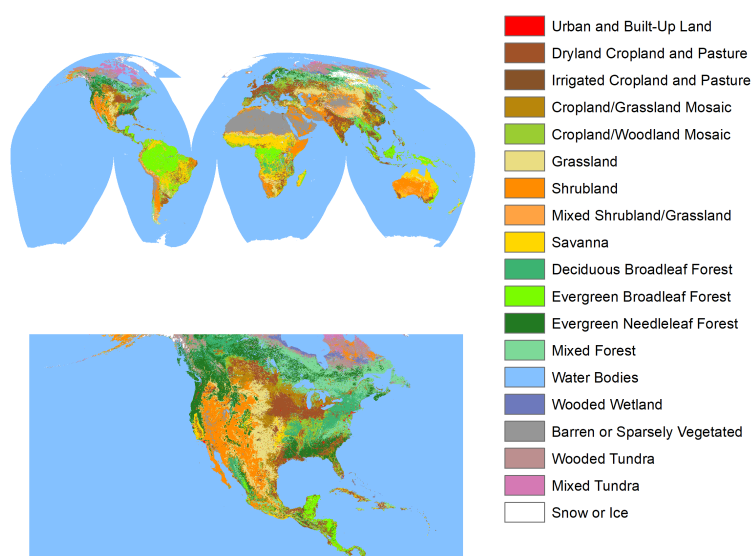 Urban and Built-Up Land
Dryland Cropland and Pasture
Irrigated Cropland and Pasture
Cropland/Grassland Mosaic
Cropland/Woodland Mosaic
Grassland
Shrubland
Mixed Shrubland/Grassland
Savanna
Deciduous Broadleaf Forest
Evergreen Broadleaf Forest
Evergreen Needleleaf Forest
Mixed Forest
Water Bodies
Wooded Wetland
Barren or Sparsely Vegetated
Wooded Tundra
Mixed Tundra
Snow or Ice